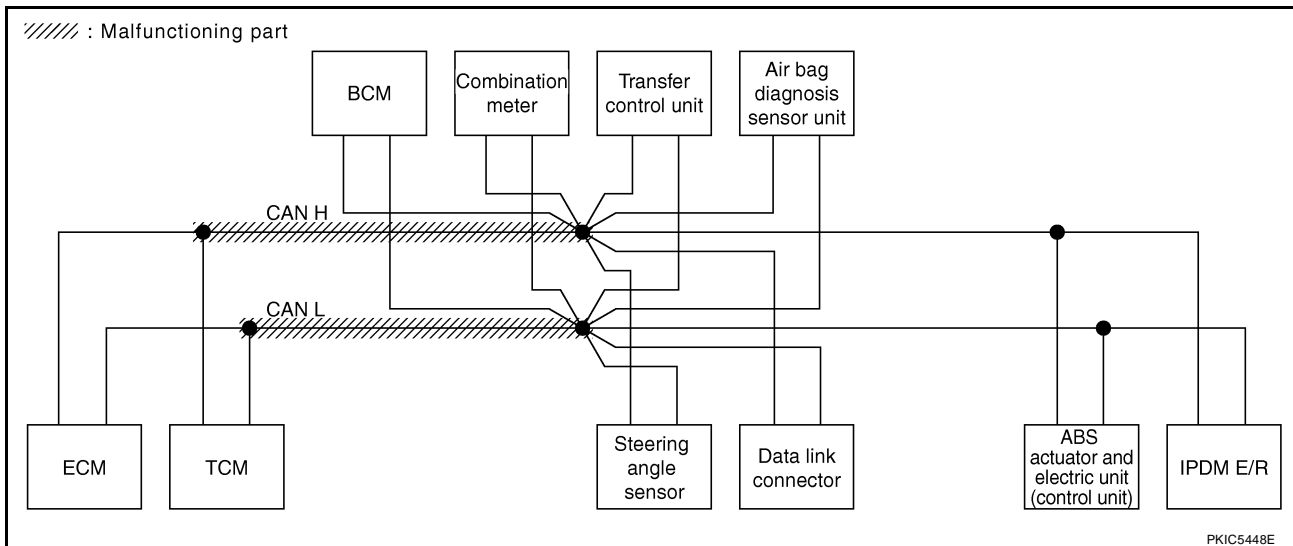 : Malfunctioning part
BCM
Combination
meter
Transfer
control unit
Air bag
diagnosis
sensor unit
CAN H
CAN L
ECM
TCM
Steering
angle
sensor
Data link
connector
ABS
actuator and
electric unit
(control unit)
IPDM E/R
PKIC5448E